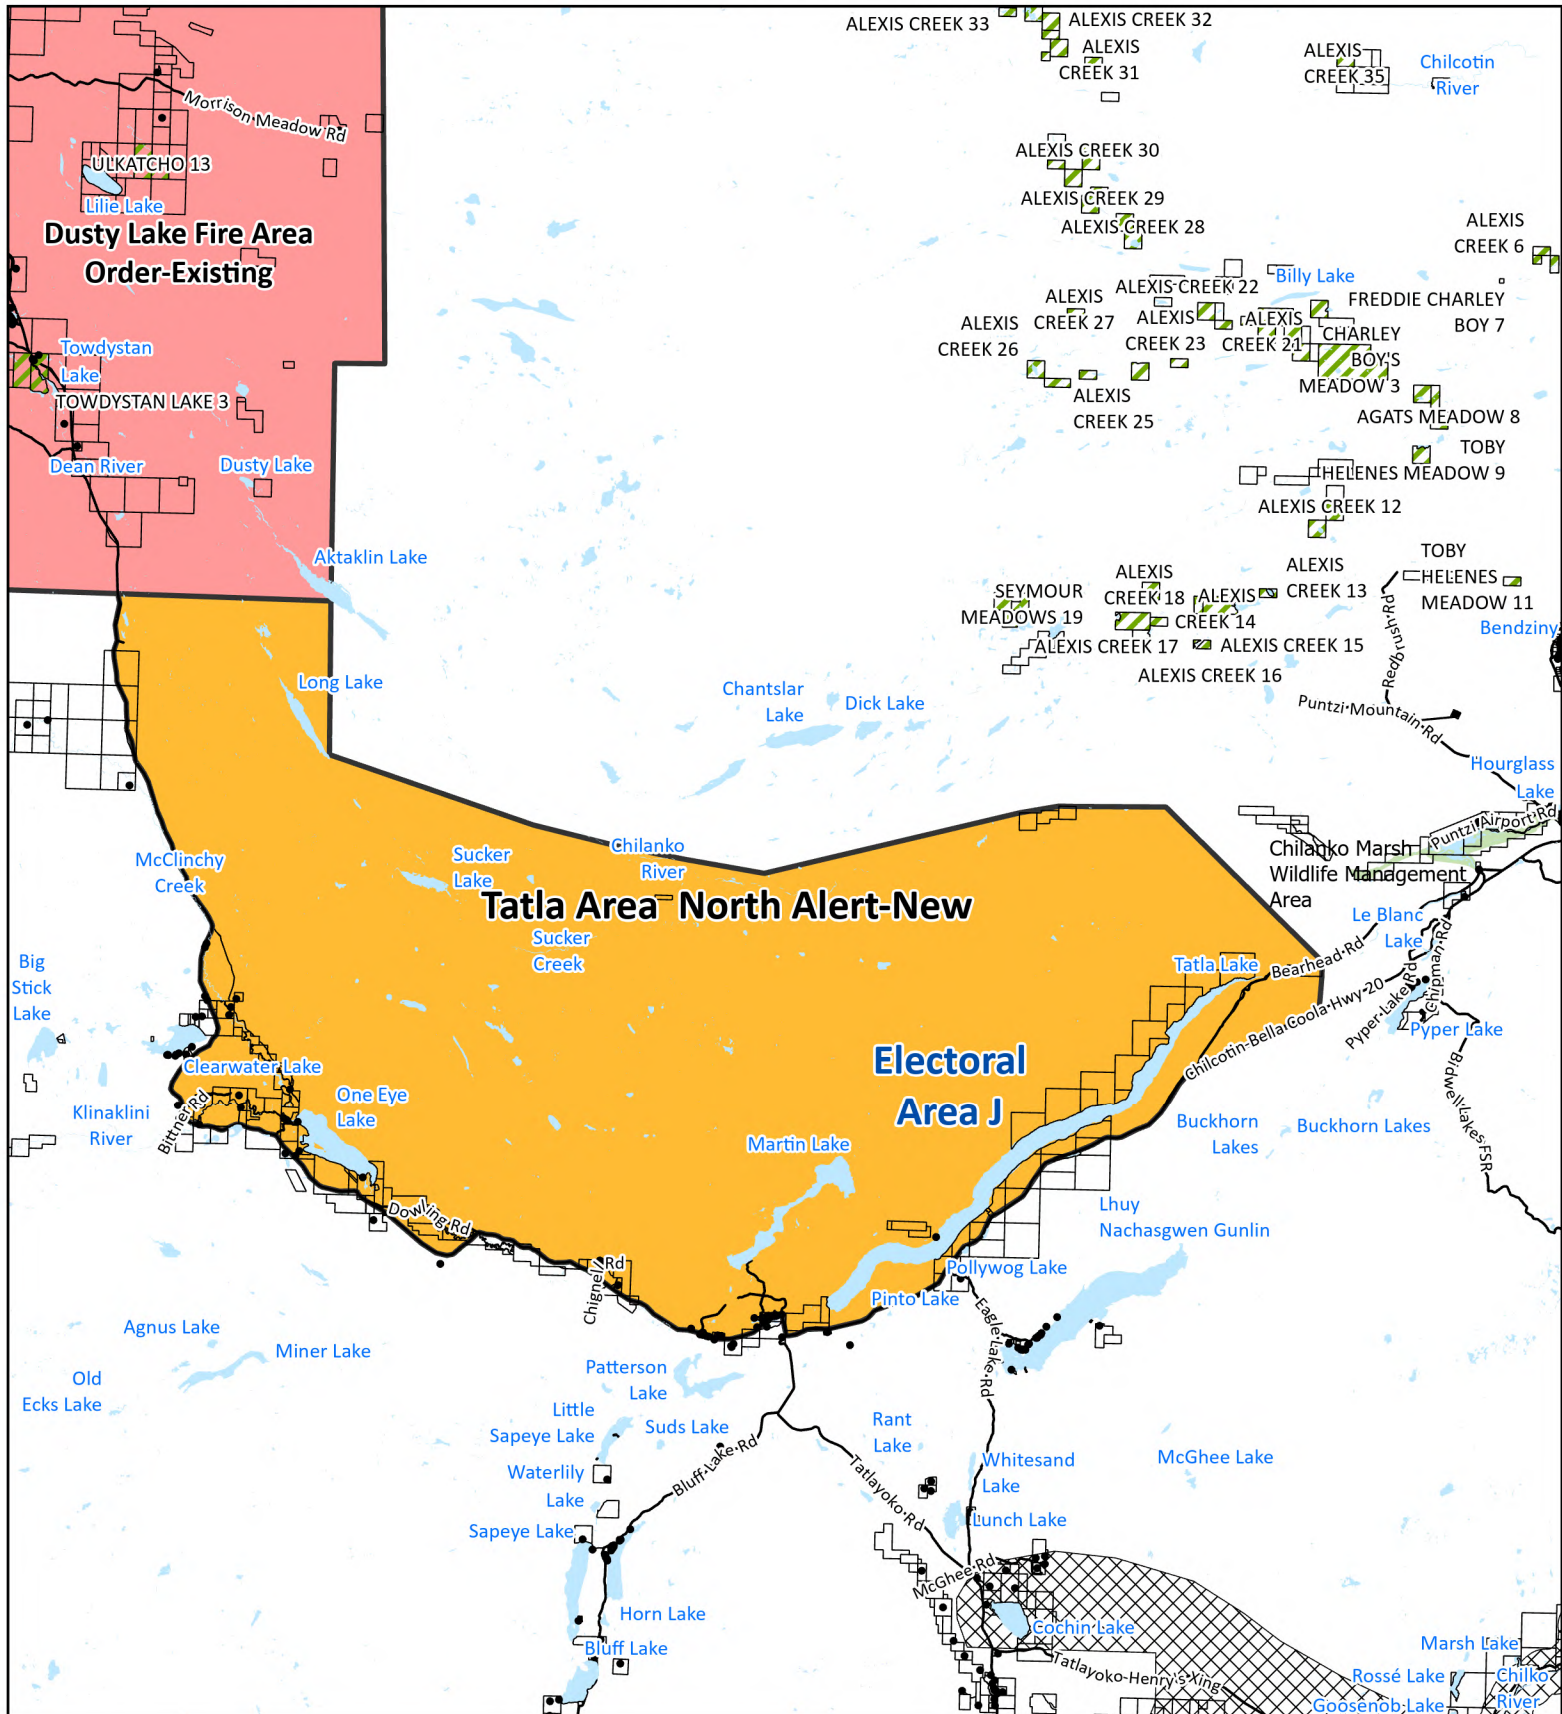 ALEXIS CREEK 33
ALEXIS CREEK 32
ALEXIS
CREEK 31
ALEXIS
CREEK 35
Chilcotin
River
Morrison Meadow Rd
ULKATCHO 13
Lilie Lake
Dusty Lake Fire Area
Order-Existing
ALEXIS CREEK 30
ALEXIS CREEK 29
ALEXIS CREEK 28
ALEXIS
CREEK 6
ALEXIS CREEK 22
Billy Lake
ALEXIS
CREEK 27
ALEXIS
CREEK 26
ALEXIS
CREEK 23
ALEXIS
CREEK 21
FREDDIE CHARLEY
BOY 7
CHARLEY
BOY'S
MEADOW 3
ALEXIS
CREEK 25
AGATS MEADOW 8
Towdystan
Lake
TOWDYSTAN LAKE 3
Dean River
Dusty Lake
TOBY
HELENES MEADOW 9
ALEXIS CREEK 12
Aktaklin Lake
SEYMOUR
MEADOWS 19
ALEXIS
CREEK 18
ALEXIS
CREEK 14
ALEXIS
CREEK 13
TOBY
HELENES
MEADOW 11
ALEXIS CREEK 17
ALEXIS CREEK 15
ALEXIS CREEK 16
Redbrush Rd
Bendziny
Long Lake
Chantslar
Lake
Dick Lake
Puntzi Mountain Rd
Hourglass
Lake
Puntzi Airport Rd
Chilanko Marsh
Wildlife Management
Area
McClinchy
Creek
Sucker
Lake
Chilanko
River
Tatla Area North Alert-New
Sucker
Creek
Le Blanc
Lake
Big
Stick
Lake
Tatla Lake
Bearhead Rd
Chilcotin-Bella Coola Hwy 20
Pyper Lake Rd
Chipman Rd
Pyper Lake
Clearwater Lake
Electoral
Area J
Bidwell Lakes FSR
Klinaklini
River
Bittner Rd
One Eye
Lake
Martin Lake
Buckhorn
Lakes
Buckhorn Lakes
Dowling Rd
Lhuy
Nachasgwen Gunlin
Chignell Rd
Pollywog Lake
Pinto Lake
Eagle Lake Rd
Agnus Lake
Miner Lake
Old
Ecks Lake
Patterson
Lake
Little
Sapeye Lake
Suds Lake
Rant
Lake
Bluff Lake Rd
Waterlily
Lake
Tatlayoko Rd
Whitesand
Lake
McGhee Lake
Sapeye Lake
Lunch Lake
McGhee Rd
Horn Lake
Cochin Lake
Bluff Lake
Tatlayoko-Henry's Xing
Marsh Lake
Rossé Lake
Chilko
River
Goosenob Lake